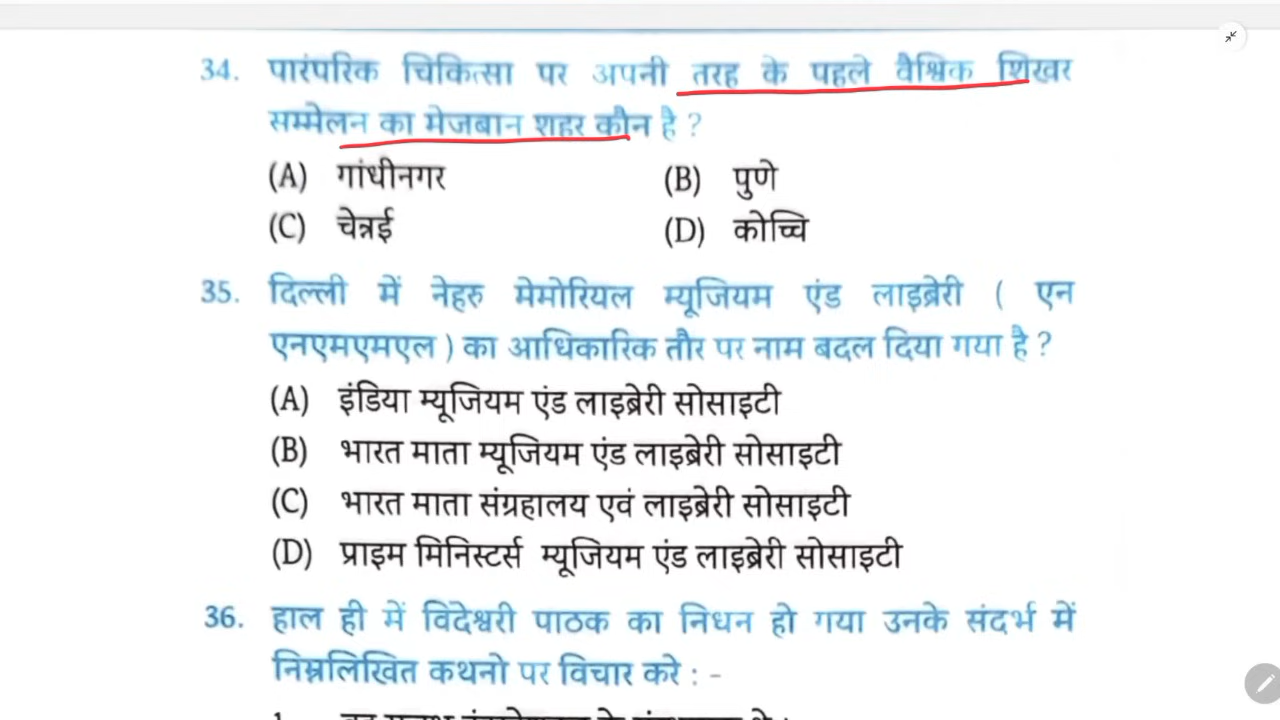 34. पारंपरिक चिकित्सा पर अपनी तरह के पहले वैश्विक शिखर
सम्मेलन का मेजबान शहर कौन है ?
(A) गांधीनगर (B) पुणे
(C) चेन्नई (D) कोच्चि
35. दिल्ली में नेहरु मेमोरियल म्यूजियम एंड लाइब्रेरी ( एन
एनएमएमएल ) का आधिकारिक तौर पर नाम बदल दिया गया है ?
(A) इंडिया म्यूजियम एंड लाइब्रेरी सोसाइटी
(B) भारत माता म्यूजियम एंड लाइब्रेरी सोसाइटी
(C) भारत माता संग्रहालय एवं लाइब्रेरी सोसाइटी
(D) प्राइम मिनिस्टर्स म्यूजियम एंड लाइब्रेरी सोसाइटी
36. हाल ही में विदेश्वरी पाठक का निधन हो गया उनके संदर्भ में
निम्नलिखित कथनो पर विचार करे : -